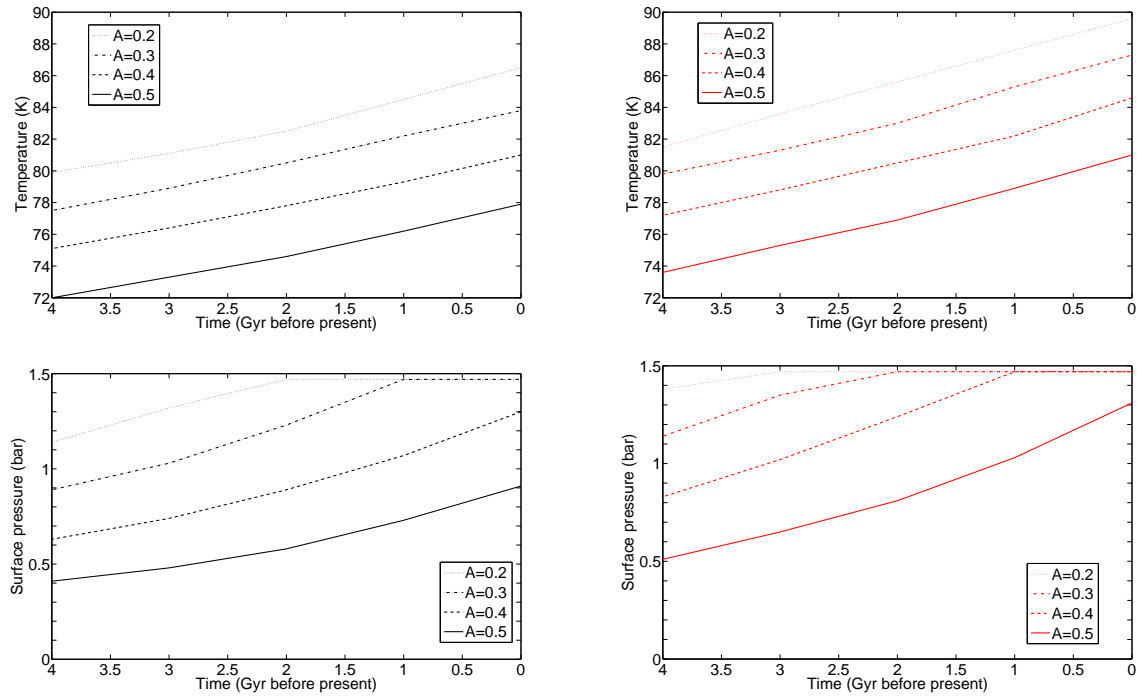 90
88
86
84
82
80
78
76
74
72
Temperature (K)
A=0.2
A=0.3
A=0.4
A=0.5
4 3.5 3 2.5 2 1.5 1 0.5 0
Time (Gyr before present)
90
88
86
84
82
80
78
76
74
72
Temperature (K)
A=0.2
A=0.3
A=0.4
A=0.5
4 3.5 3 2.5 2 1.5 1 0.5 0
Time (Gyr before present)
1.5
1
0.5
0
Surface pressure (bar)
A=0.2
A=0.3
A=0.4
A=0.5
4 3.5 3 2.5 2 1.5 1 0.5 0
Time (Gyr before present)
1.5
1
0.5
0
Surface pressure (bar)
A=0.2
A=0.3
A=0.4
A=0.5
4 3.5 3 2.5 2 1.5 1 0.5 0
Time (Gyr before present)